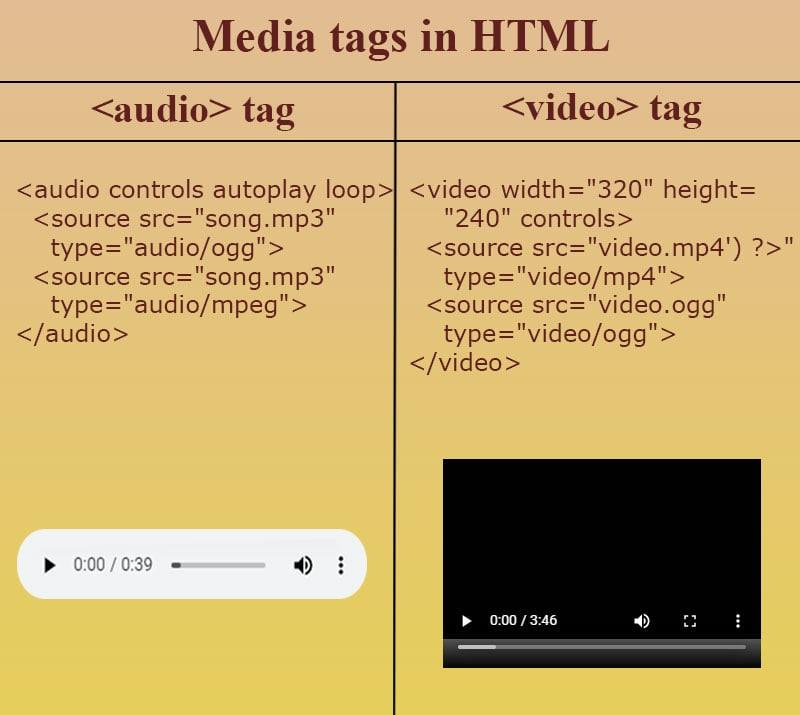 Media tags in HTML
<audio> tag
<video> tag
<audio controls autoplay loop>
<source src="song.mp3"
type="audio/ogg">
<source src="song.mp3"
type="audio/mpeg">
</audio>
<video width="320" height=
"240" controls>
<source src="video.mp4') ?>"
type="video/mp4">
<source src="video.ogg"
type="video/ogg">
</video>
0:00 / 0:39
0:00 / 3:46